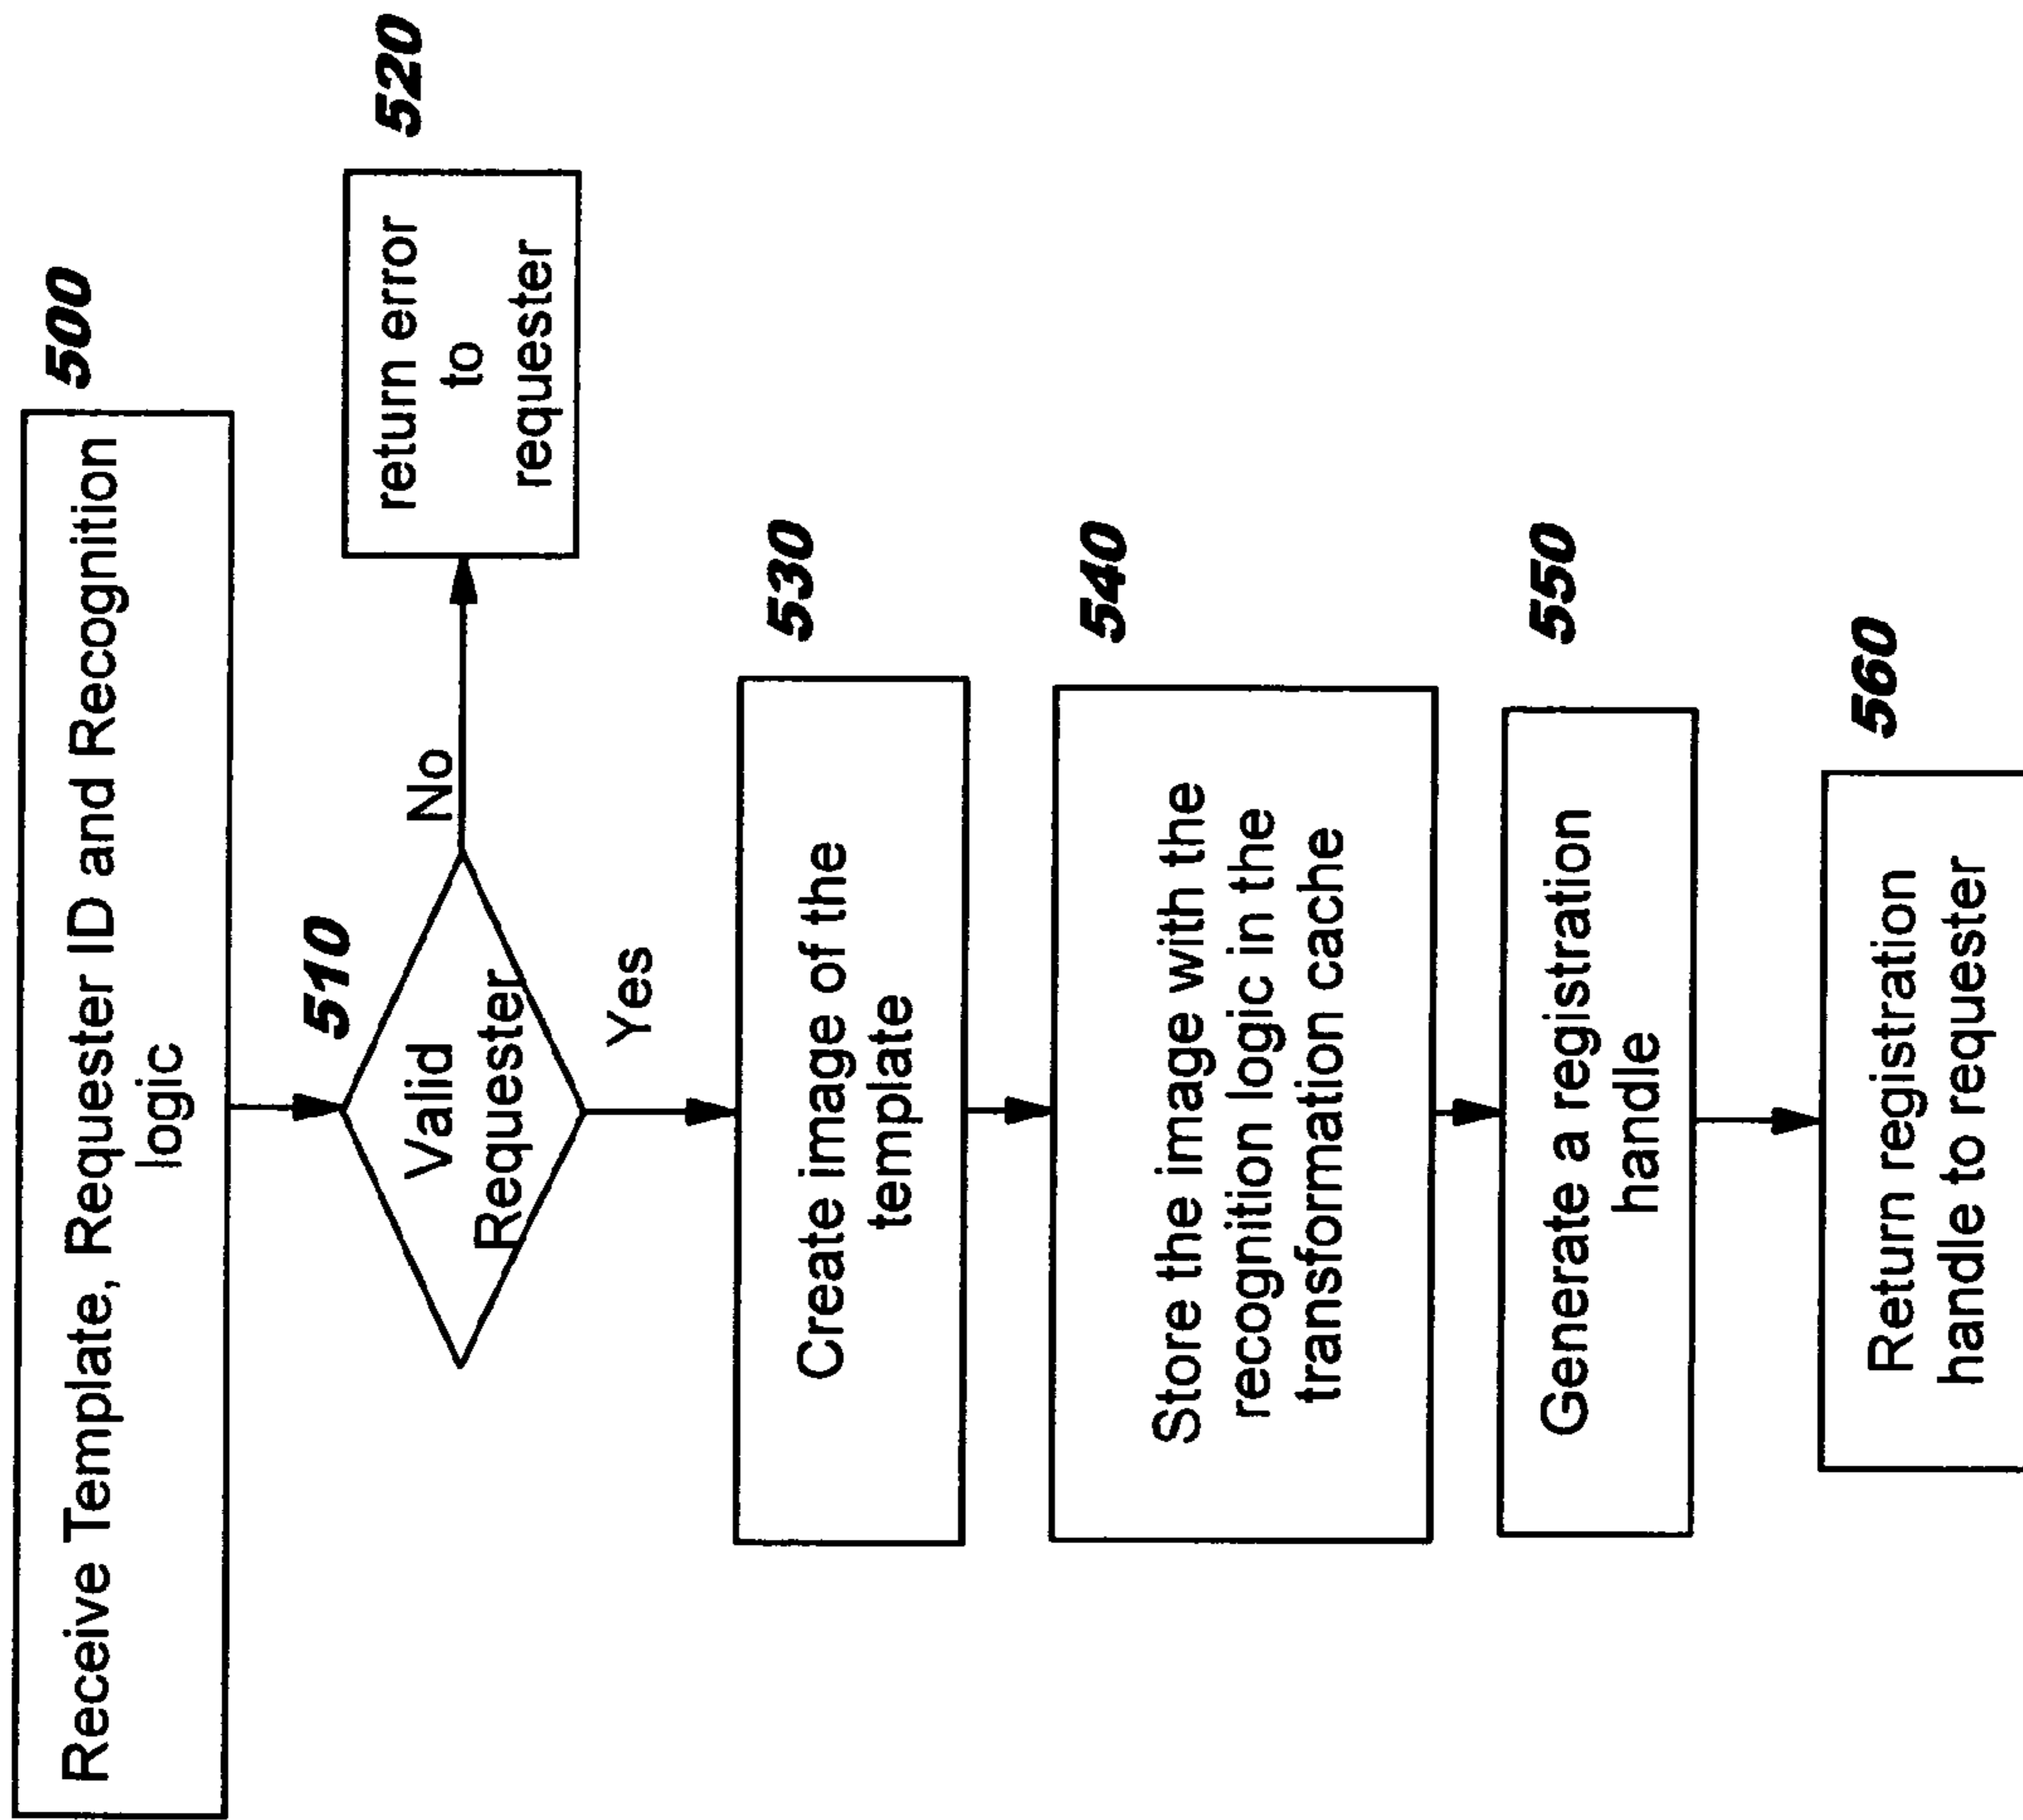 Receive Template, Requester ID and Recognition
logic
500
510
Valid
Requester
No
return error
to
requester
520
Yes
Create image of the
template
530
Store the image with the
recognition logic in the
transformation cache
540
Generate a registration
handle
550
Return registration
handle to requester
560